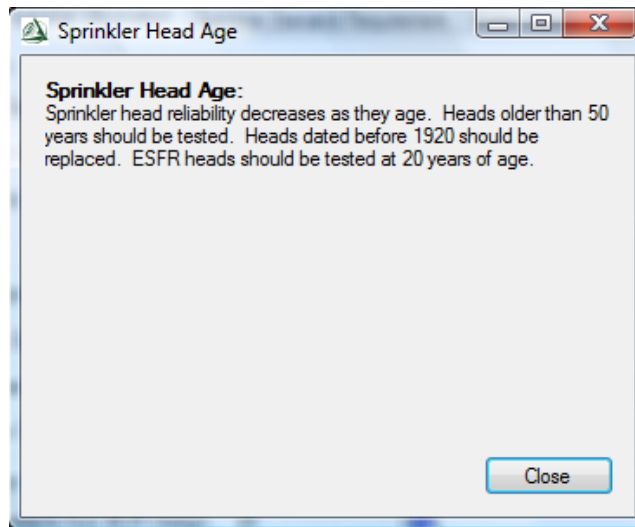 Sprinkler Head Age
Sprinkler Head Age:
Sprinkler head reliability decreases as they age. Heads older than 50
years should be tested. Heads dated before 1920 should be
replaced. ESFR heads should be tested at 20 years of age.
Close